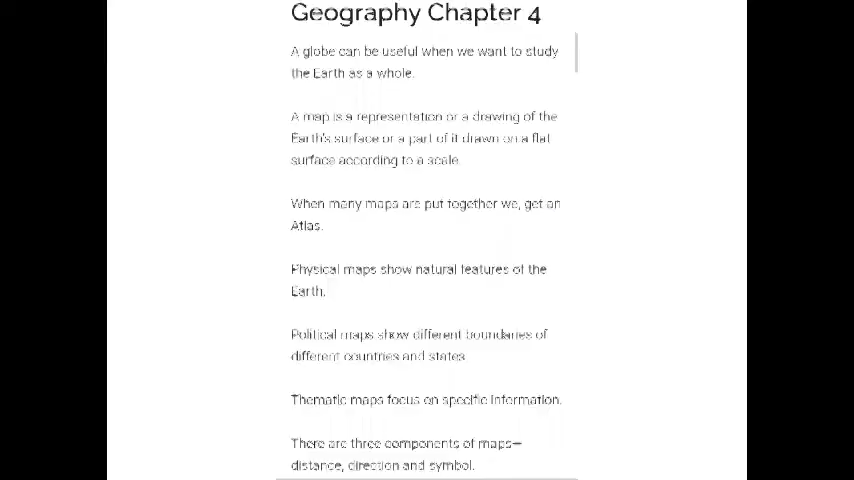 Geography Chapter 4
A globe can be useful when we want to study
the Earth as a whole.
A map is a representation or a drawing of the
Earth's surface or a part of it drawn on a flat
surface according to a scale.
When many maps are put together we, get an
Atlas.
Physical maps show natural features of the
Earth.
Political maps show different boundaries of
different countries and states.
Thematic maps focus on specific information.
There are three components of maps—
distance, direction and symbol.